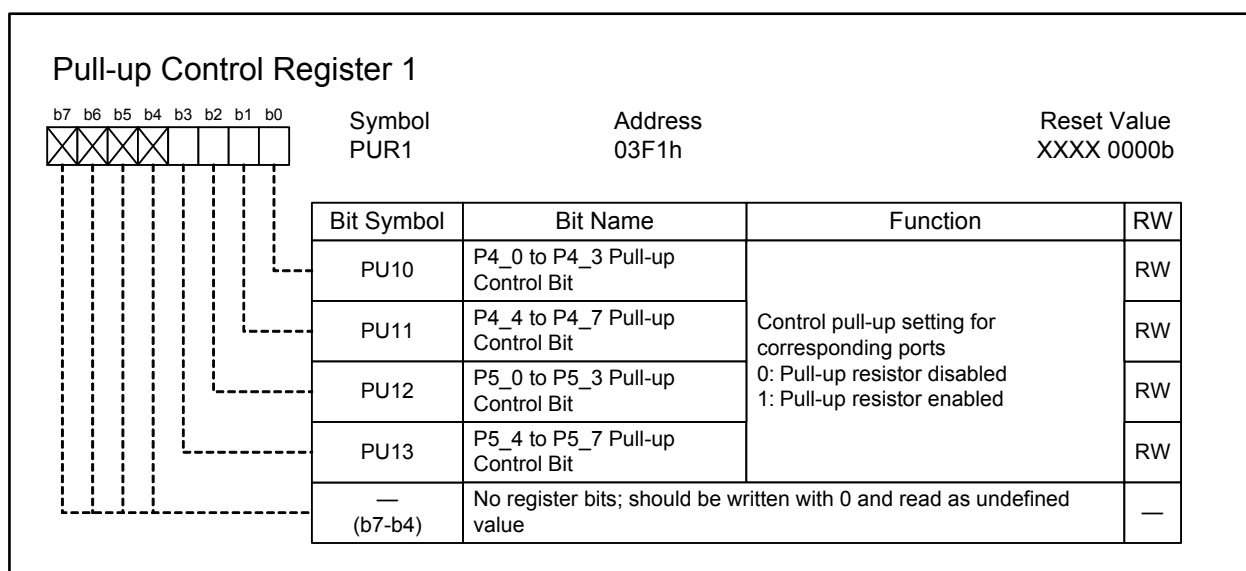 Pull-up Control Register 1
b7 b6 b5 b4 b3 b2 b1 b0
Symbol Address Reset Value
PUR1 03F1h XXXX 0000b
Bit Symbol Bit Name Function RW
PU10 P4_0 to P4_3 Pull-up Control Bit RW
PU11 P4_4 to P4_7 Pull-up Control Bit RW
PU12 P5_0 to P5_3 Pull-up Control Bit RW
PU13 P5_4 to P5_7 Pull-up Control Bit RW
Control pull-up setting for
corresponding ports
0: Pull-up resistor disabled
1: Pull-up resistor enabled
— (b7-b4) No register bits; should be written with 0 and read as undefined value —